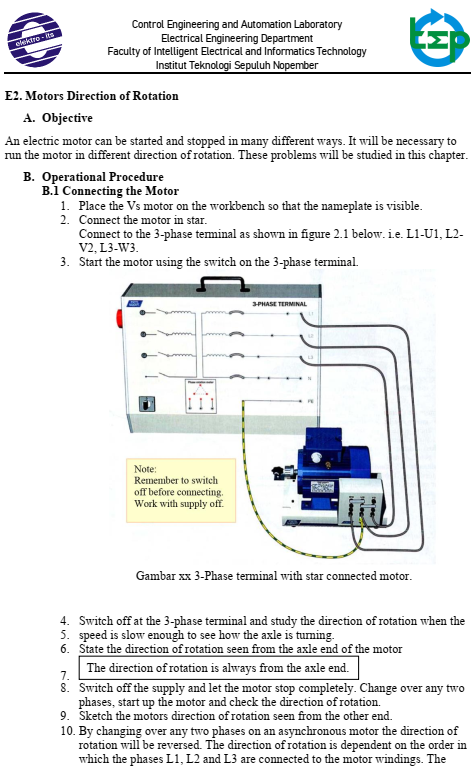 elektro - its
Control Engineering and Automation Laboratory
Electrical Engineering Department
Faculty of Intelligent Electrical and Informatics Technology
Institut Teknologi Sepuluh Nopember
E2. Motors Direction of Rotation
A. Objective
An electric motor can be started and stopped in many different ways. It will be necessary to
run the motor in different direction of rotation. These problems will be studied in this chapter.
B. Operational Procedure
B.1 Connecting the Motor
1. Place the Vs motor on the workbench so that the nameplate is visible.
2. Connect the motor in star.
Connect to the 3-phase terminal as shown in figure 2.1 below. i.e. L1-U1, L2-
V2, L3-W3.
3. Start the motor using the switch on the 3-phase terminal.
3-PHASE TERMINAL
L1
L2
L3
N
PE
Note:
Remember to switch
off before connecting.
Work with supply off.
Gambar xx 3-Phase terminal with star connected motor.
4. Switch off at the 3-phase terminal and study the direction of rotation when the
5. speed is slow enough to see how the axle is turning.
6. State the direction of rotation seen from the axle end of the motor
The direction of rotation is always from the axle end.
7.
8. Switch off the supply and let the motor stop completely. Change over any two
phases, start up the motor and check the direction of rotation.
9. Sketch the motors direction of rotation seen from the other end.
10. By changing over any two phases on an asynchronous motor the direction of
rotation will be reversed. The direction of rotation is dependent on the order in
which the phases L1, L2 and L3 are connected to the motor windings. The